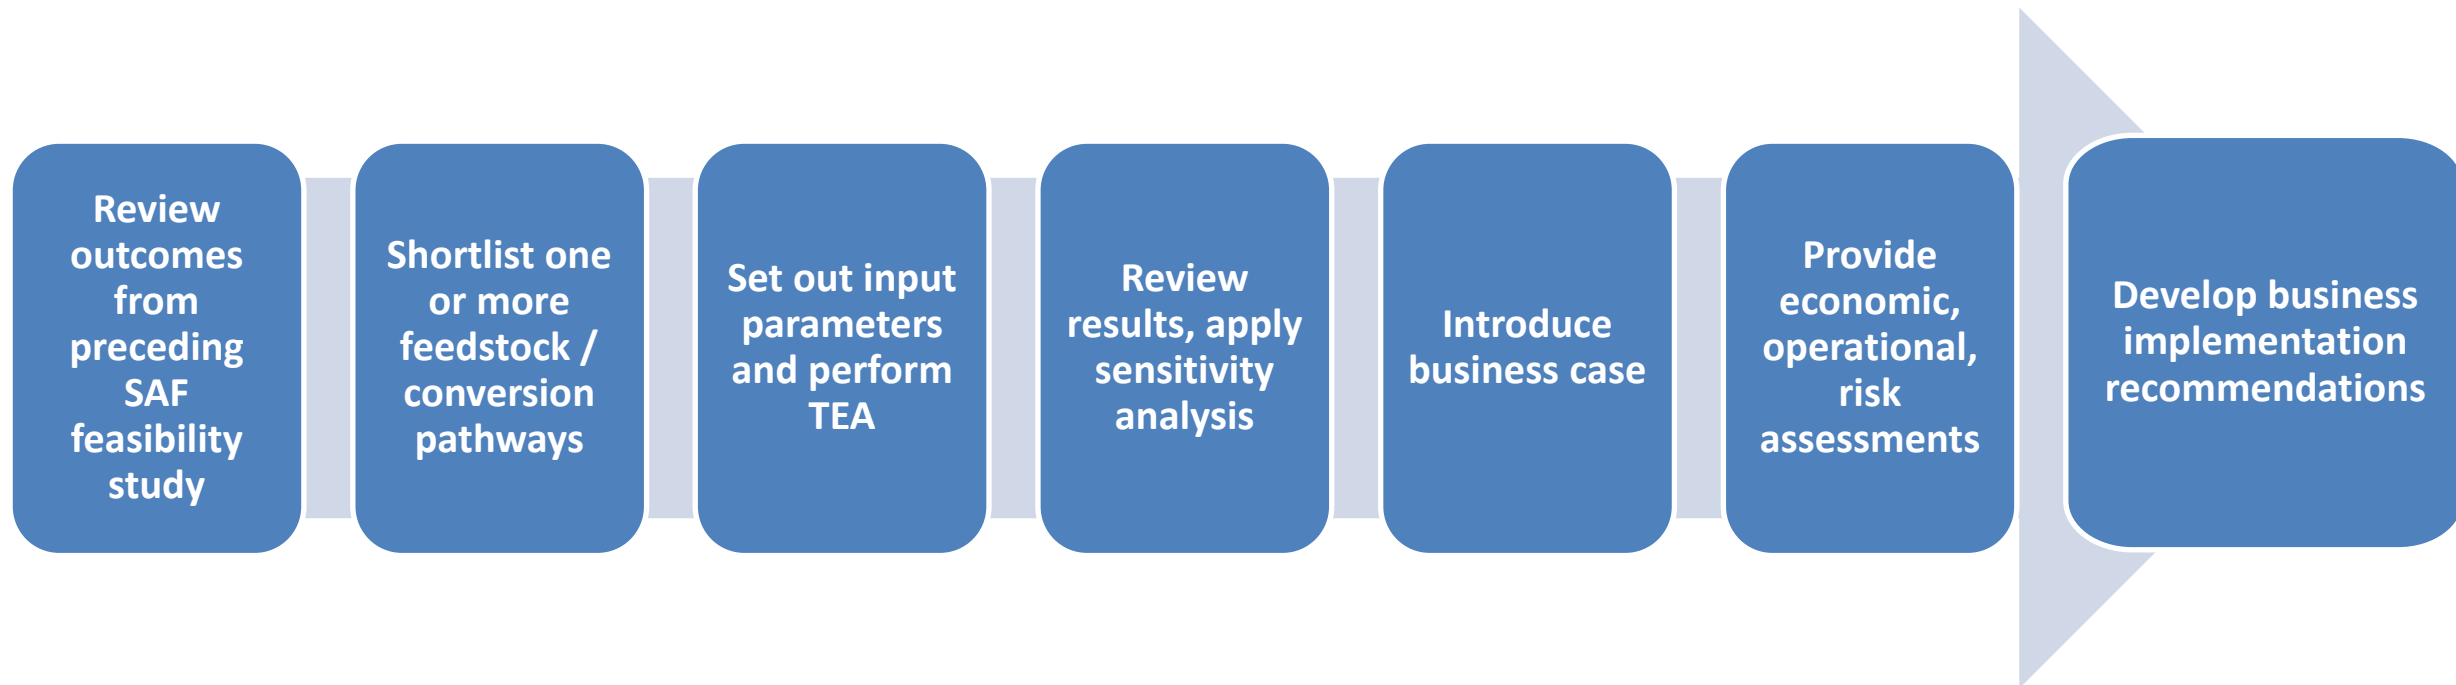 Review
outcomes
from
preceding
SAF
feasibility
study
Shortlist one
or more
feedstock /
conversion
pathways
Set out input
parameters
and perform
TEA
Review
results, apply
sensitivity
analysis
Introduce
business case
Provide
economic,
operational,
risk
assessments
Develop business
implementation
recommendations